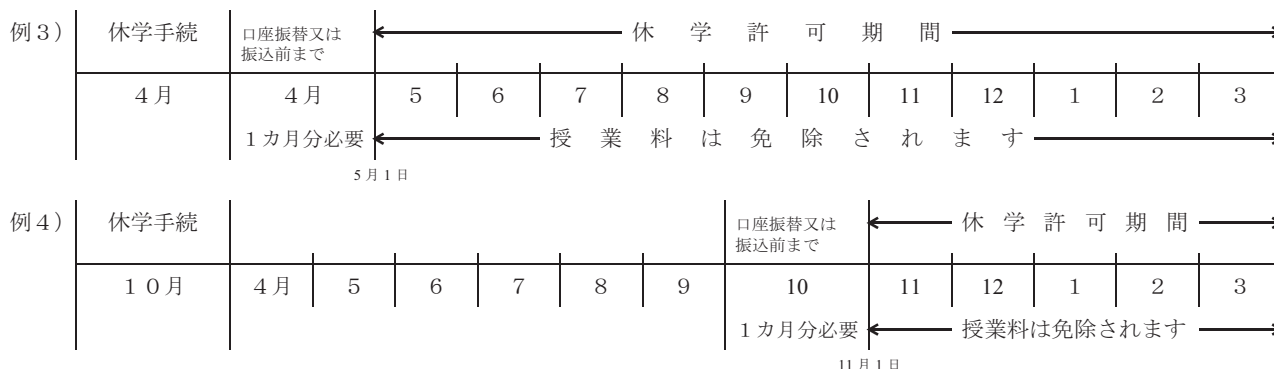 例３） 休学手続 口座振替又は 休学許可期間
振込前まで
４月 ４月 ５ ６ ７ ８ ９ 10 11 12 １ ２ ３
１カ月分必要 授業料は免除されます
５月１日
例４） 休学手続 口座振替又は 休学許可期間
振込前まで
１０月 ４月 ５ ６ ７ ８ ９ 10 11 12 １ ２ ３
１カ月分必要 授業料は免除されます
11月１日